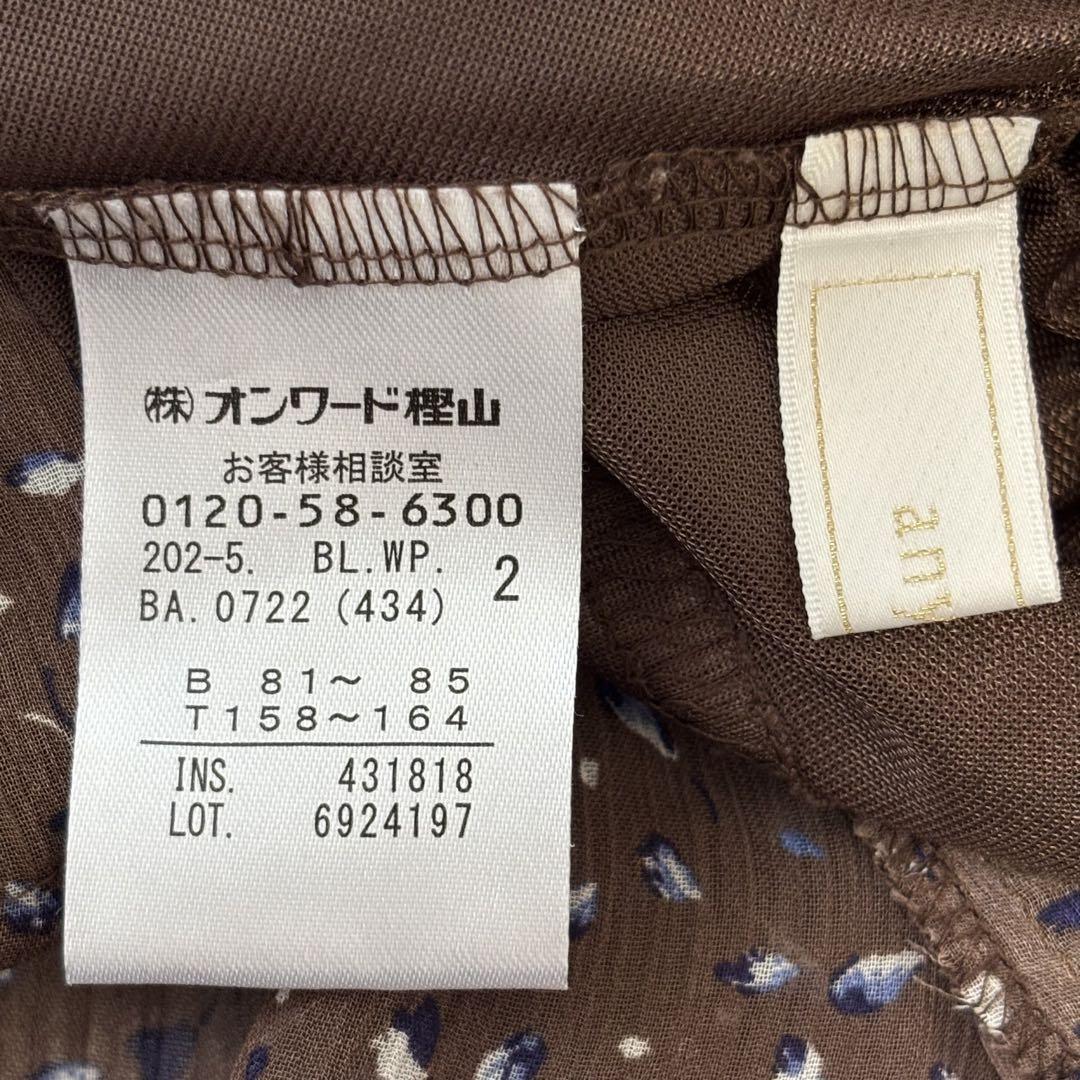 ㈱オンワード樫山
お客様相談室
0120-58-6300
202-5. BL.WP. 2
BA.0722 (434)
B 81～ 85
T158～164
INS. 431818
LOT. 6924197